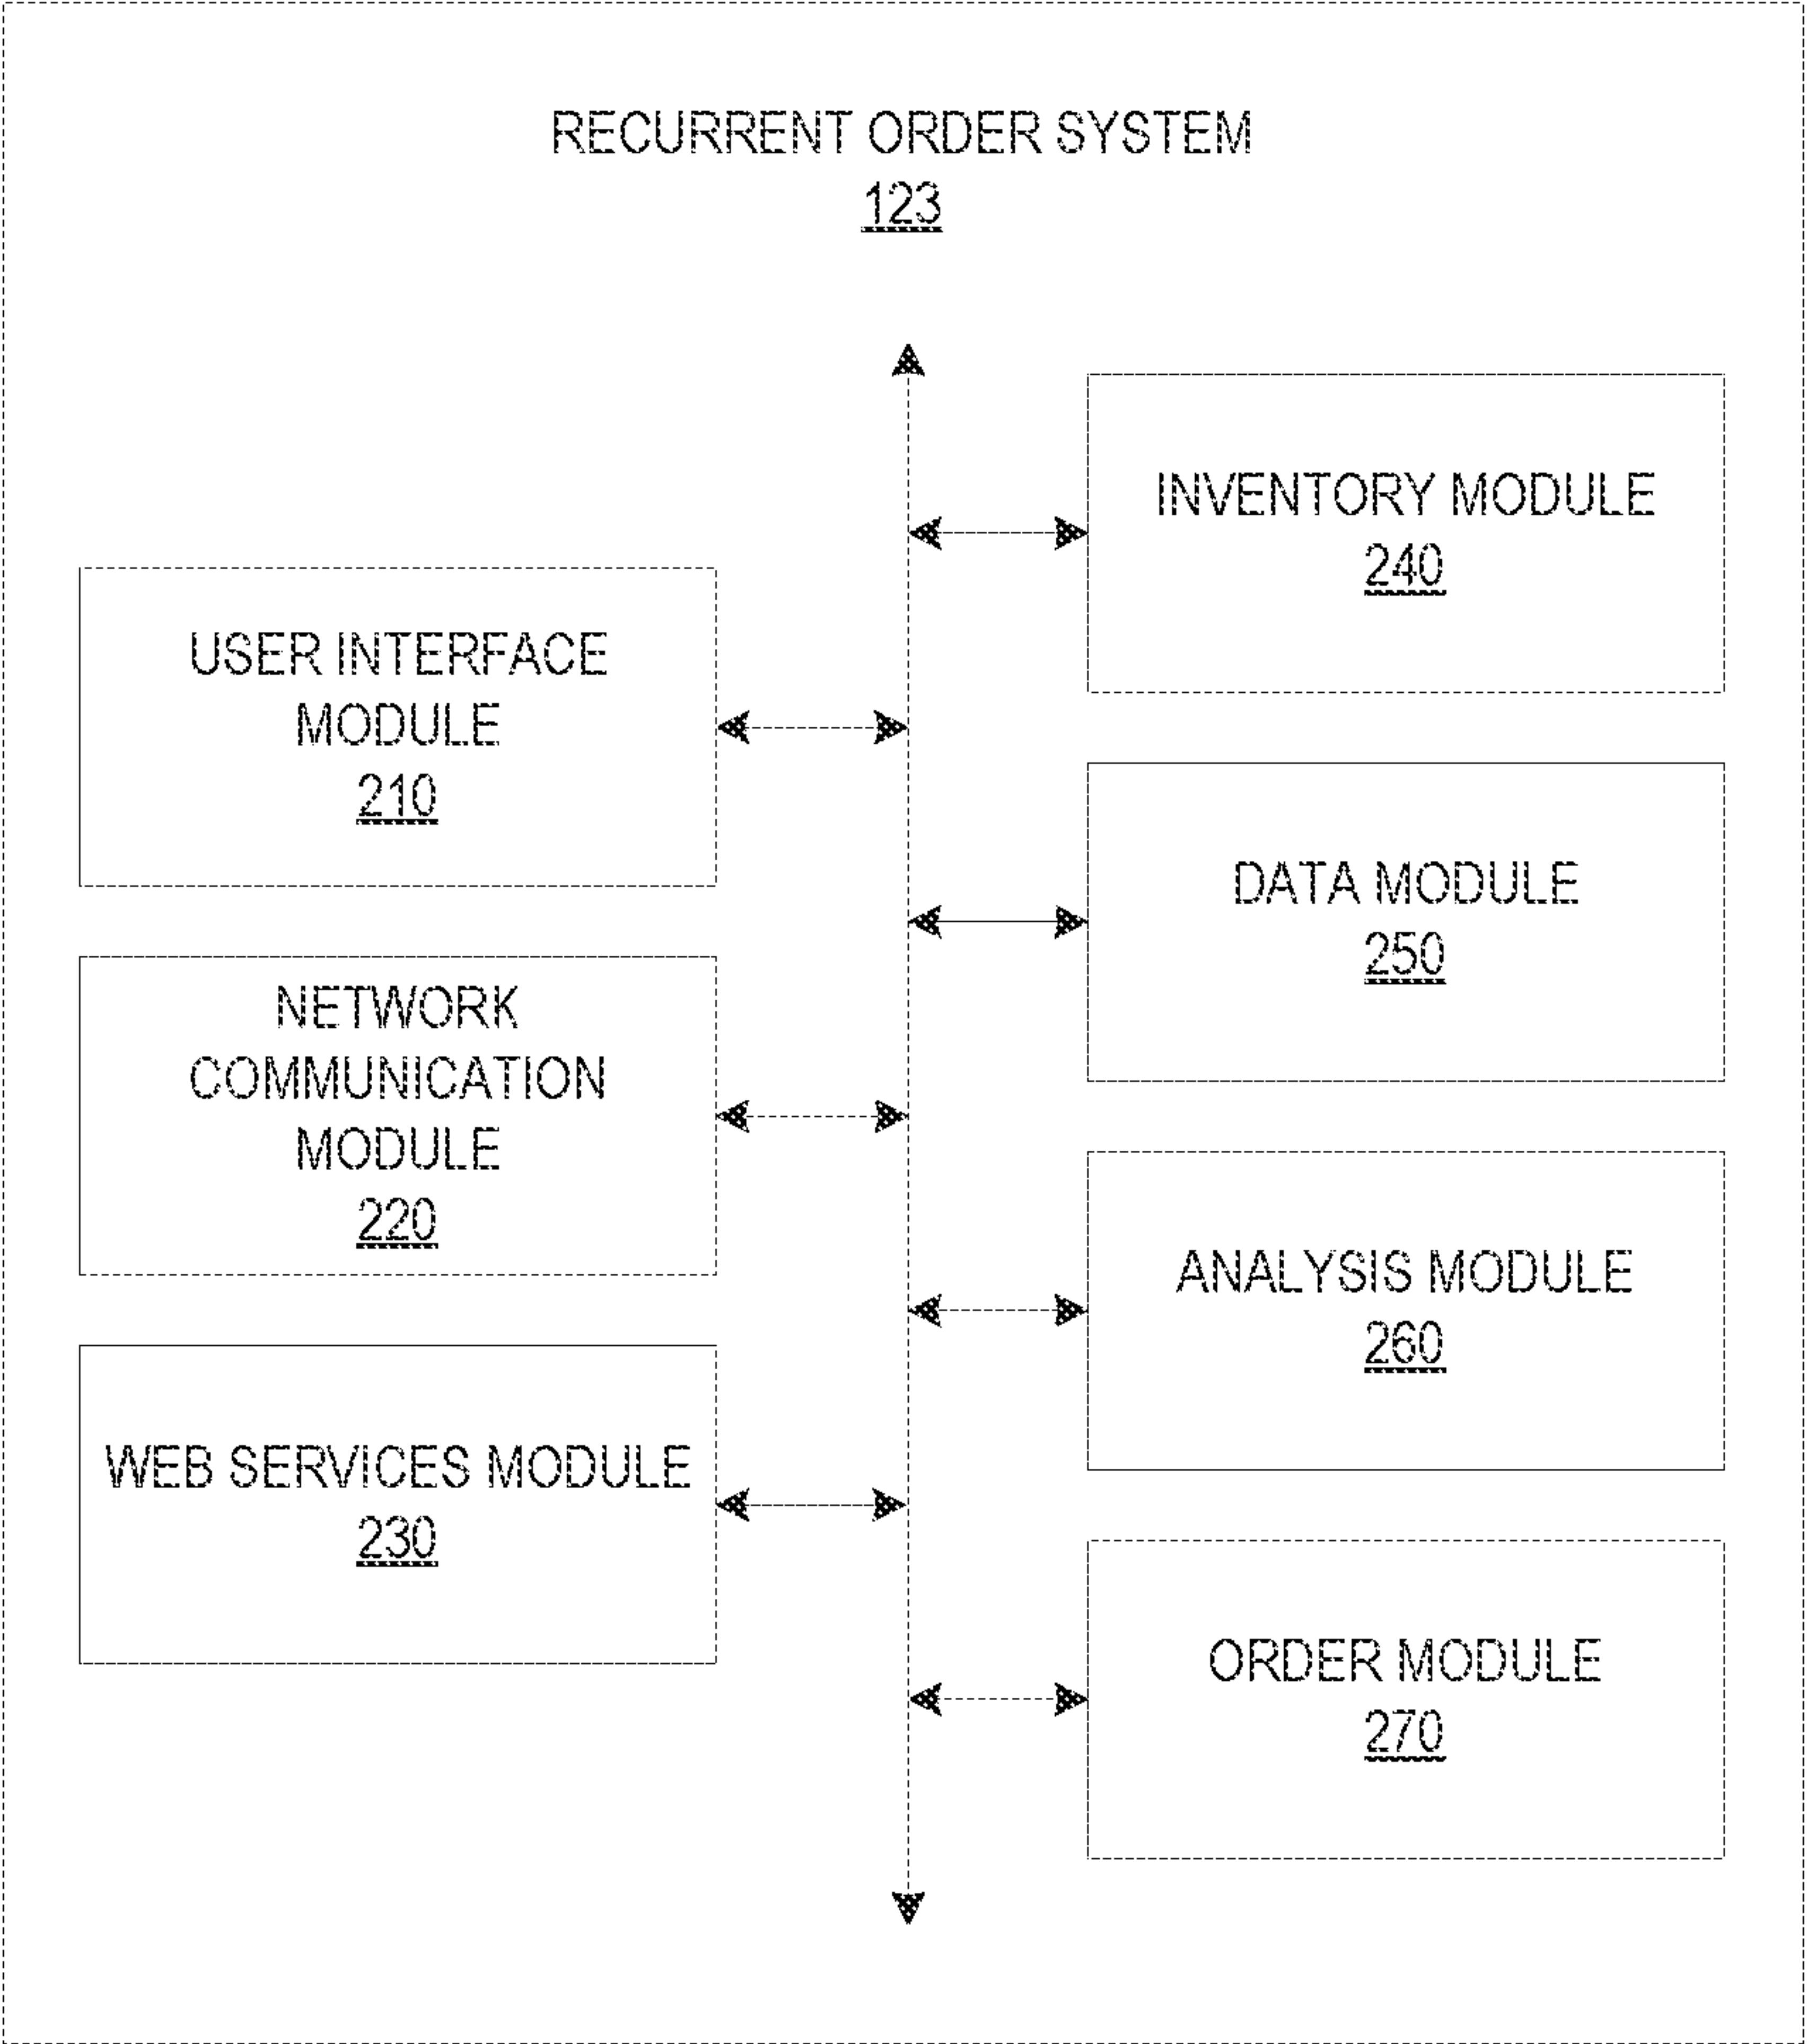 RECURRENT ORDER SYSTEM
123
INVENTORY MODULE
240
USER INTERFACE
MODULE
210
DATA MODULE
250
NETWORK
COMMUNICATION
MODULE
220
ANALYSIS MODULE
260
WEB SERVICES MODULE
230
ORDER MODULE
270